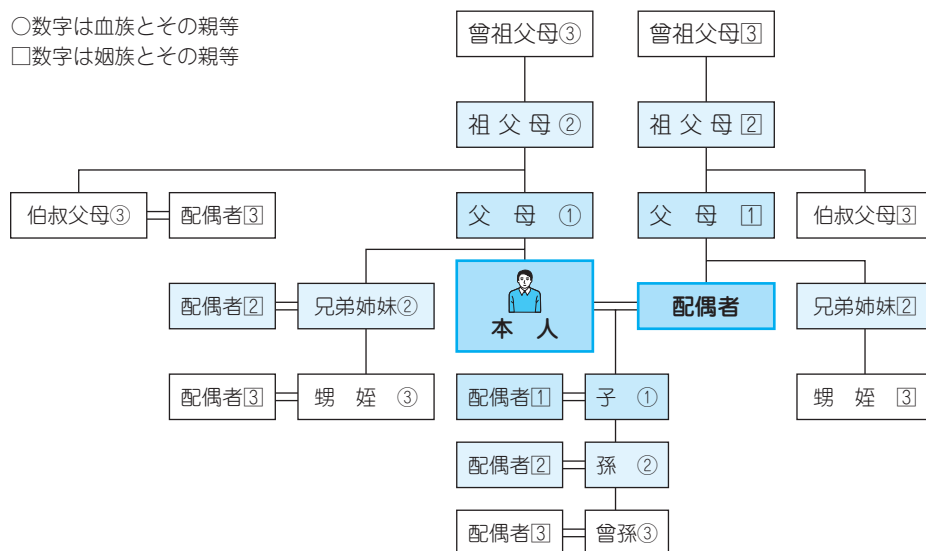 ○数字は血族とその親等
□数字は姻族とその親等
曾祖父母③
曾祖父母3⃣
祖父母②
祖父母2⃣
伯叔父母③
配偶者3⃣
父母①
父母1⃣
伯叔父母3⃣
配偶者2⃣
兄弟姉妹②
本人
配偶者
兄弟姉妹2⃣
配偶者3⃣
甥姪③
配偶者1⃣
子①
甥姪3⃣
配偶者2⃣
孫②
配偶者3⃣
曾孫③